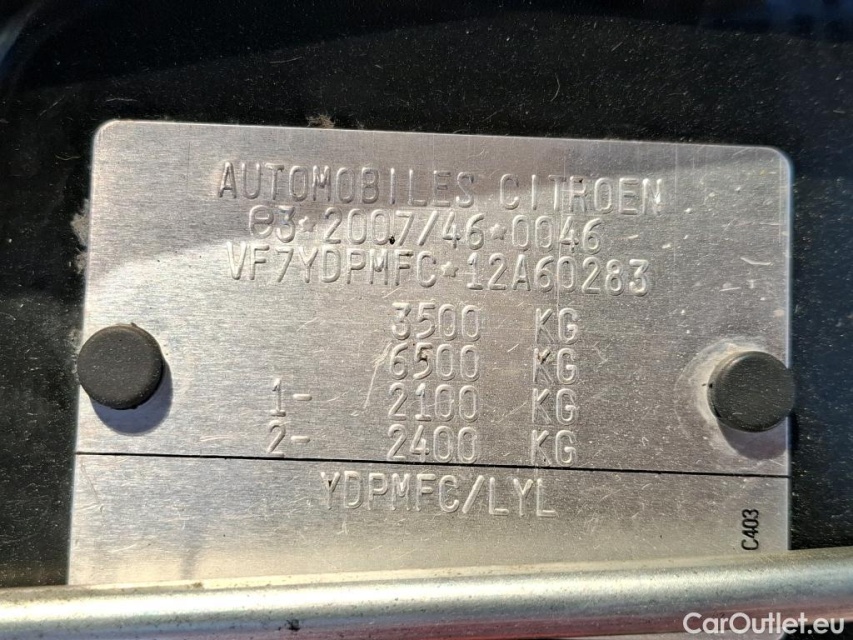 AUTOMOBILES CITROEN
e3*2007/46*0046
VF7YDPMFC*12A60283
3500 KG
6500 KG
1- 2100 KG
2- 2400 KG
YDPMFC/LYL
C403
CarOutlet.eu